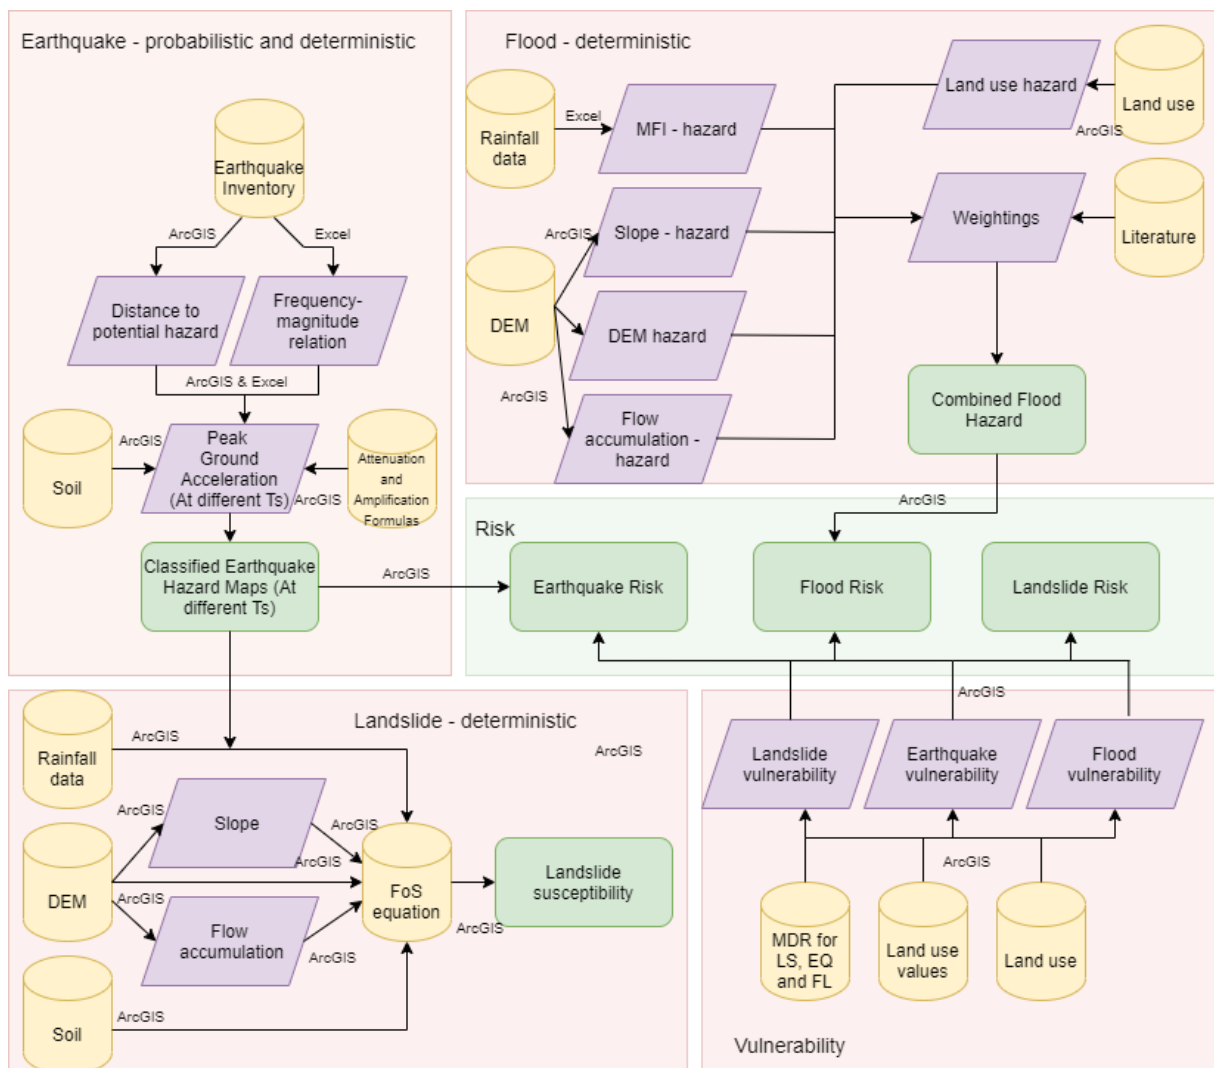 Earthquake - probabilistic and deterministic
Earthquake
Inventory
ArcGIS
Excel
Distance to
potential hazard
Frequency-
magnitude
relation
ArcGIS & Excel
Soil
ArcGIS
Peak
Ground
Acceleration
(At different Ts)
ArcGIS
Attenuation
and
Amplification
Formulas
Classified Earthquake
Hazard Maps (At
different Ts)
ArcGIS
Flood - deterministic
Rainfall
data
Excel
MFI - hazard
Land use hazard
Land use
ArcGIS
ArcGIS
Slope - hazard
Weightings
Literature
DEM
DEM hazard
ArcGIS
Flow
accumulation -
hazard
Combined Flood
Hazard
ArcGIS
Risk
Earthquake Risk
Flood Risk
Landslide Risk
Landslide - deterministic
Rainfall
data
ArcGIS
ArcGIS
ArcGIS
Slope
ArcGIS
ArcGIS
DEM
ArcGIS
Flow
accumulation
ArcGIS
FoS
equation
ArcGIS
Landslide
susceptibility
Soil
ArcGIS
ArcGIS
Landslide
vulnerability
Earthquake
vulnerability
Flood
vulnerability
ArcGIS
MDR for
LS, EQ
and FL
Land use
values
Land use
Vulnerability